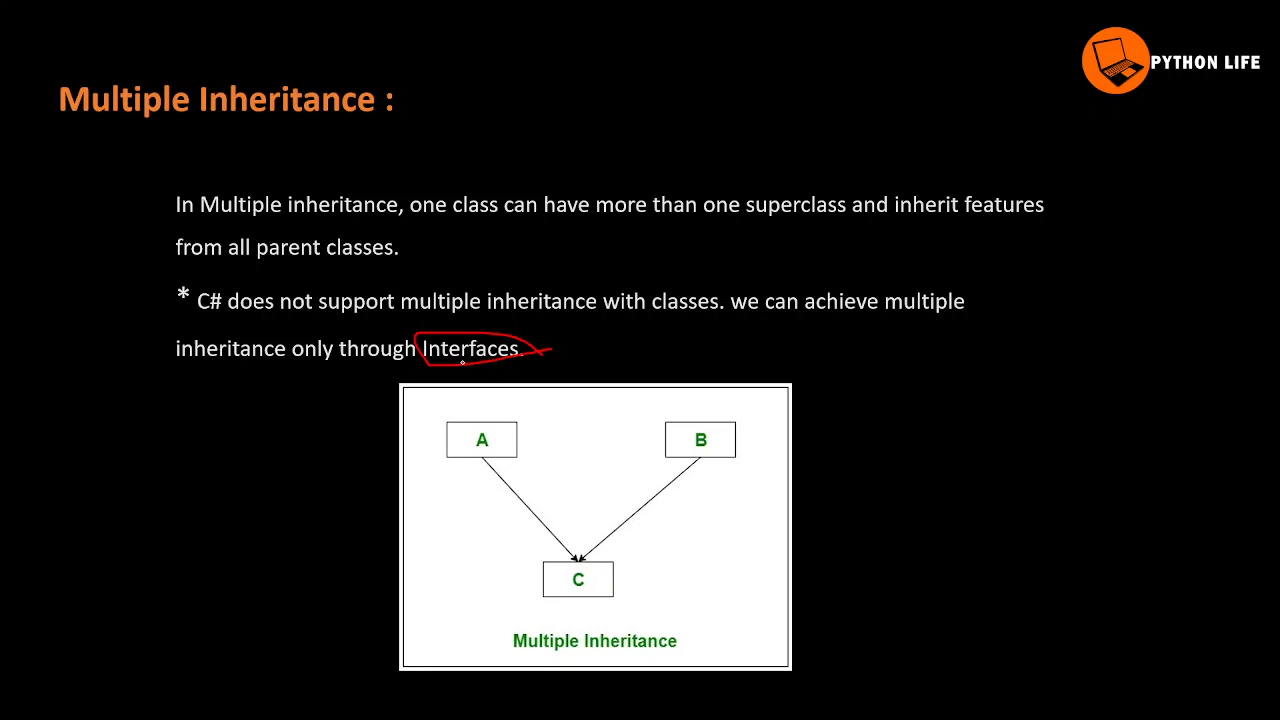 PYTHON LIFE
Multiple Inheritance :
In Multiple inheritance, one class can have more than one superclass and inherit features
from all parent classes.
* C# does not support multiple inheritance with classes. we can achieve multiple
inheritance only through Interfaces.
A
B
C
Multiple Inheritance